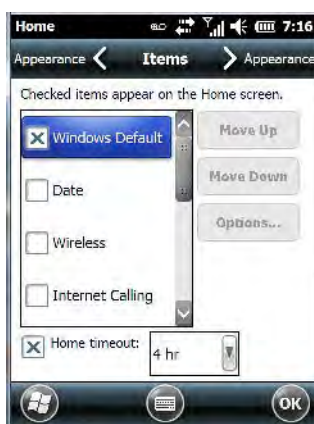 Home 7:16
Appearance Items Appearance
Checked items appear on the Home screen.
Windows Default
Move Up
Date
Move Down
Options...
Wireless
Internet Calling
Home timeout: 4 hr
OK